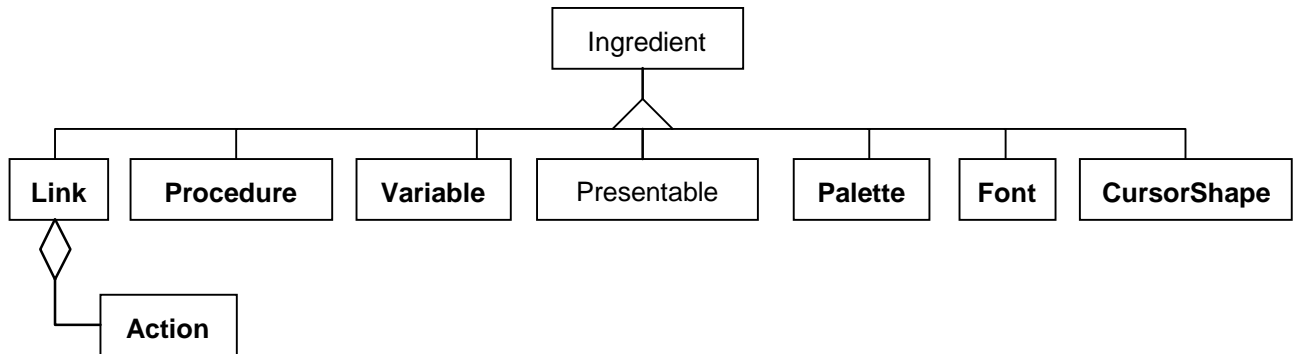 Ingredient
Link Procedure Variable Presentable Palette Font CursorShape
Action